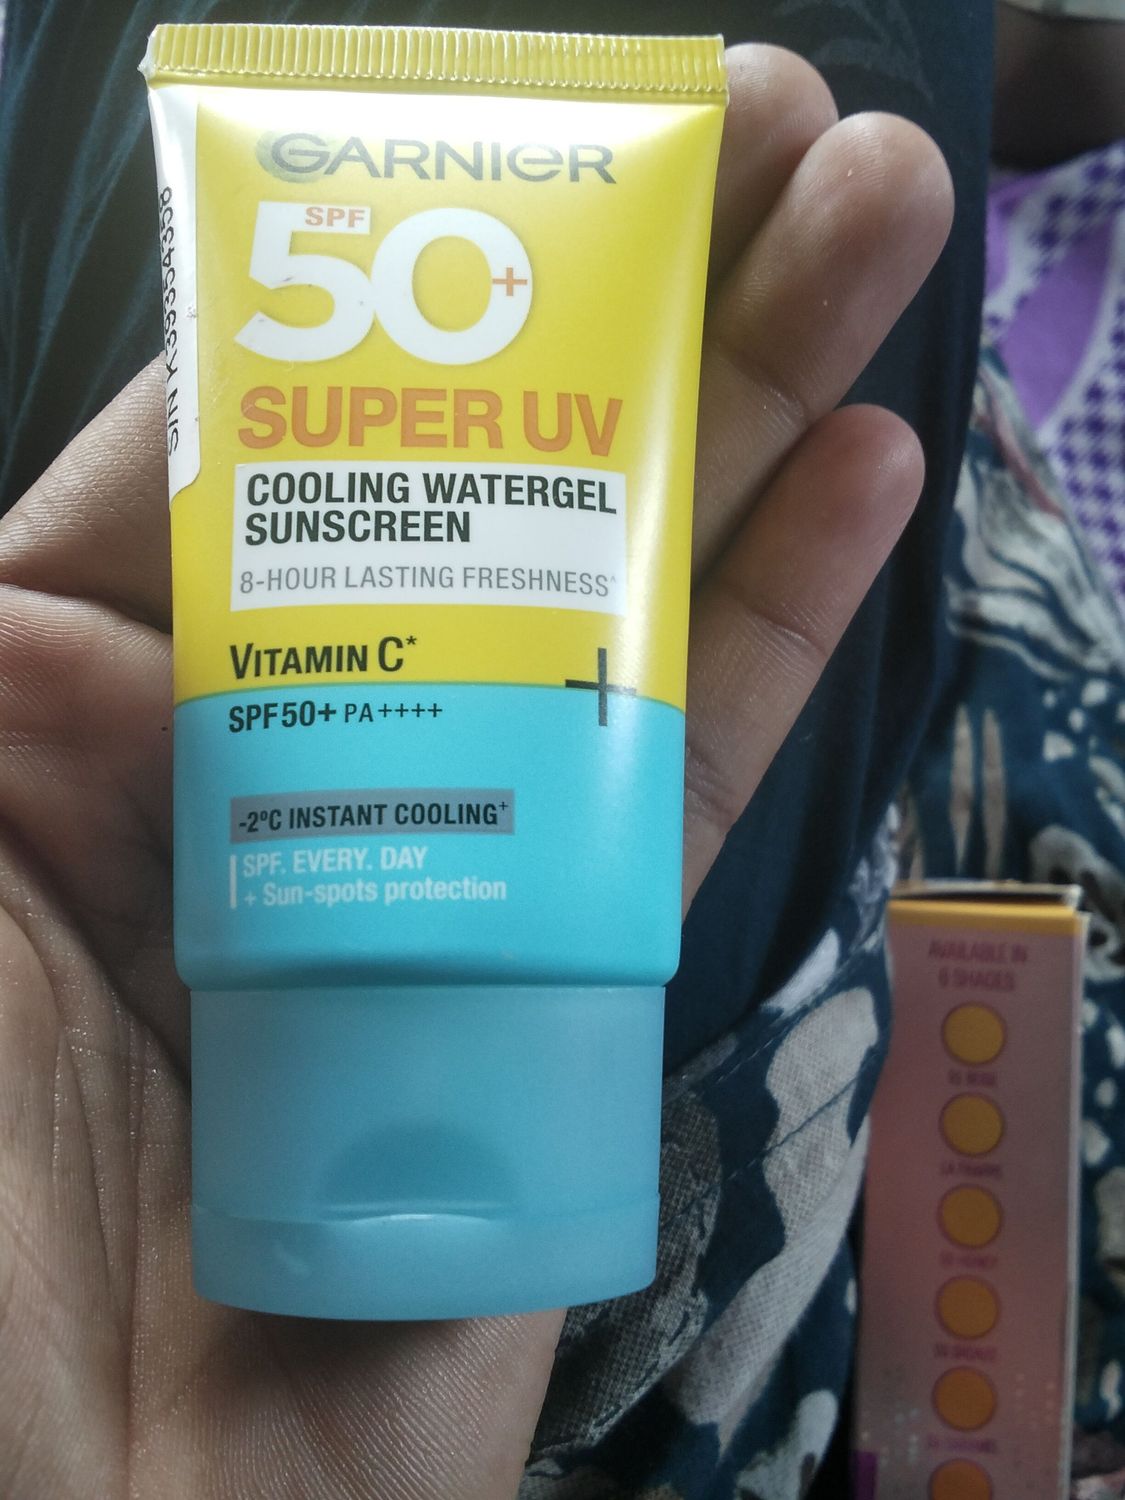 GARNIER
SPF
50+
SUPER UV
COOLING WATERGEL
SUNSCREEN
8-HOUR LASTING FRESHNESS^
VITAMIN C*
SPF50+ PA++++
-2ºC INSTANT COOLING+
SPF. EVERY. DAY
+ Sun-spots protection
AVAILABLE IN
6 SHADES